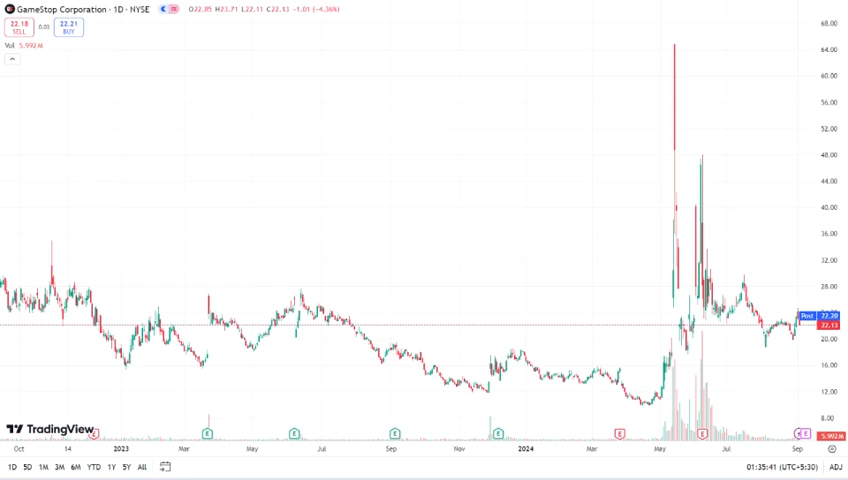 GameStop Corporation · 1D · NYSE O22.85 H23.71 L22.11 C22.13 -1.01 (-4.36%)
22.18 0.03 22.21
SELL BUY
Vol 5.992M
68.00
64.00
60.00
56.00
52.00
48.00
44.00
40.00
36.00
32.00
28.00
Post 22.20
22.13
20.00
16.00
12.00
8.00
TradingView
E E E E E E E E
5.992M
Oct 14 2023 Mar May Jul Sep Nov 2024 Mar May Jul Sep
1D 5D 1M 3M 6M YTD 1Y 5Y All 01:35:41 (UTC+5:30) ADJ